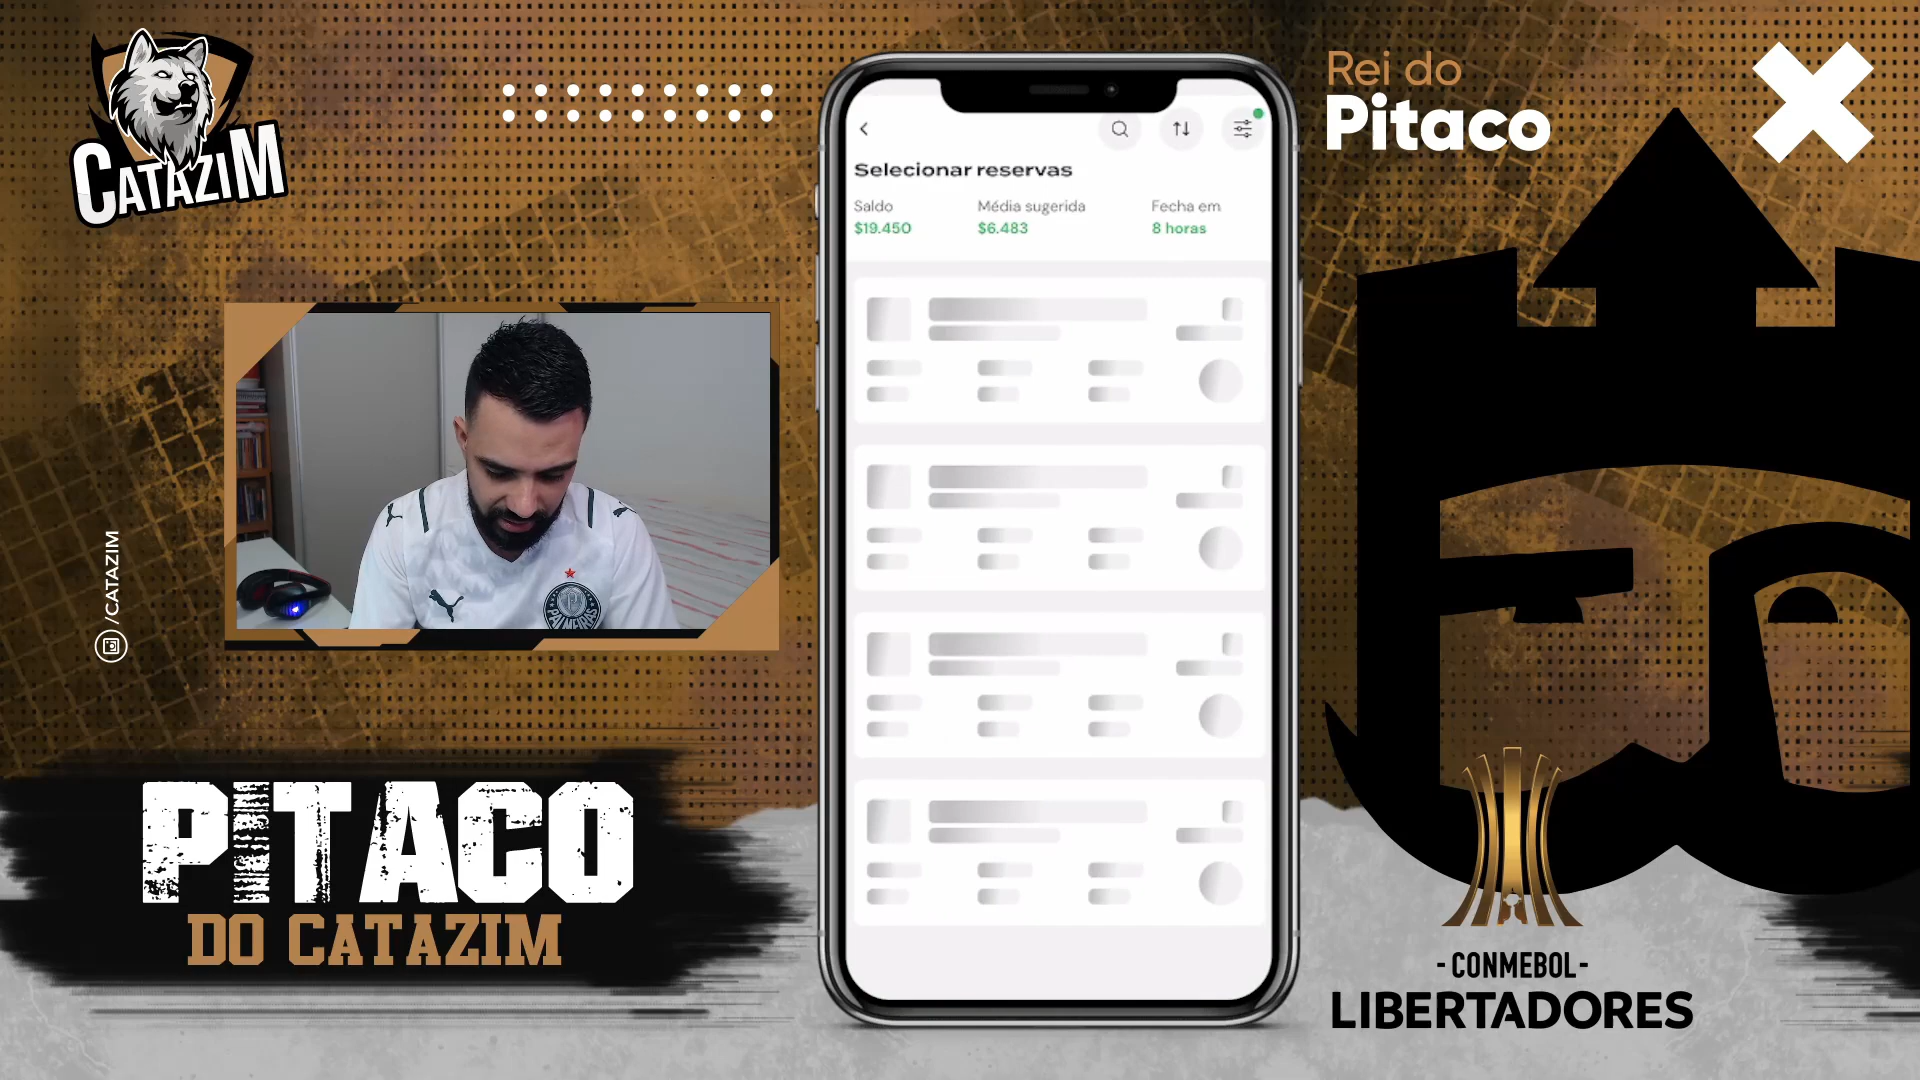 CATAZIM
/CATAZIM
PALMEIRAS
PITACO
DO CATAZIM
Selecionar reservas
Saldo
Média sugerida
Fecha em
$19.450
$6.483
8 horas
Rei do
Pitaco
-CONMEBOL-
LIBERTADORES